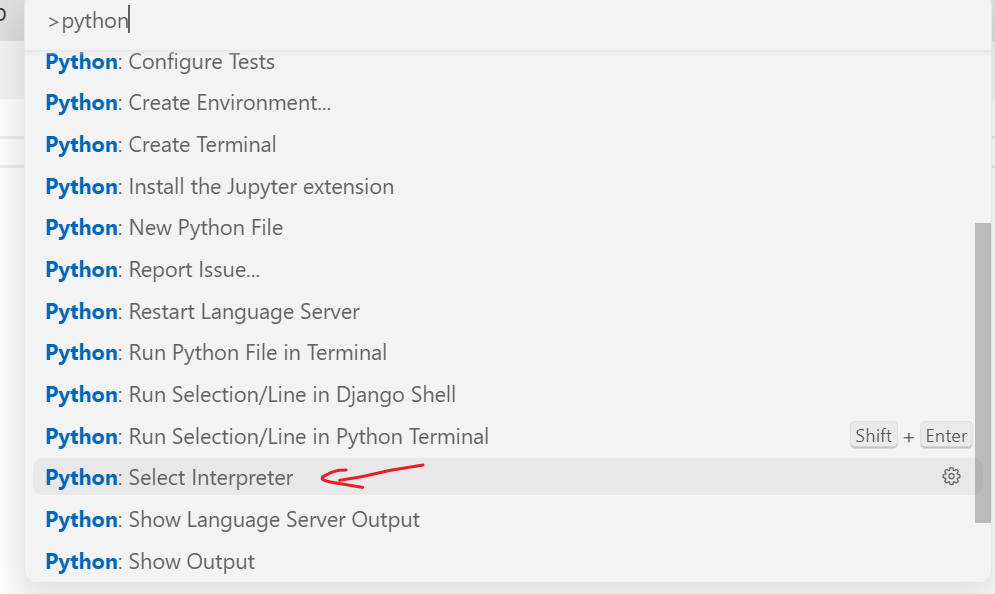 >python
Python: Configure Tests
Python: Create Environment...
Python: Create Terminal
Python: Install the Jupyter extension
Python: New Python File
Python: Report Issue...
Python: Restart Language Server
Python: Run Python File in Terminal
Python: Run Selection/Line in Django Shell
Python: Run Selection/Line in Python Terminal Shift + Enter
Python: Select Interpreter
Python: Show Language Server Output
Python: Show Output